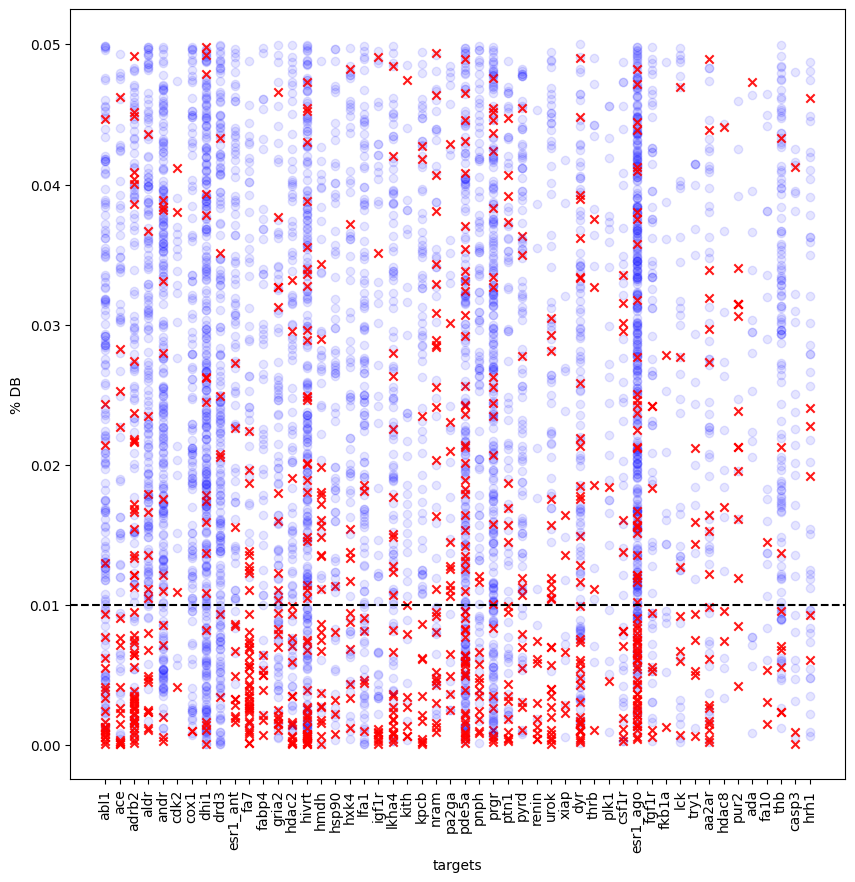 0.05
0.04
0.03
0.02
0.01
0.00
% DB
abl1
ace
adrb2
aldr
andr
cdk2
cox1
dhi1
drd3
esr1_ant
fa7
fabp4
gria2
hdac2
hivrt
hmdh
hsp90
hxk4
lfa1
igf1r
lkha4
kith
kpcb
nram
pa2ga
pde5a
pnph
prgr
ptn1
pyrd
renin
urok
xiap
dyr
thrb
plk1
csf1r
esr1_ago
fgfr1
fkb1a
lck
try1
aa2ar
hdac8
pur2
ada
fa10
thb
casp3
hrh1
targets